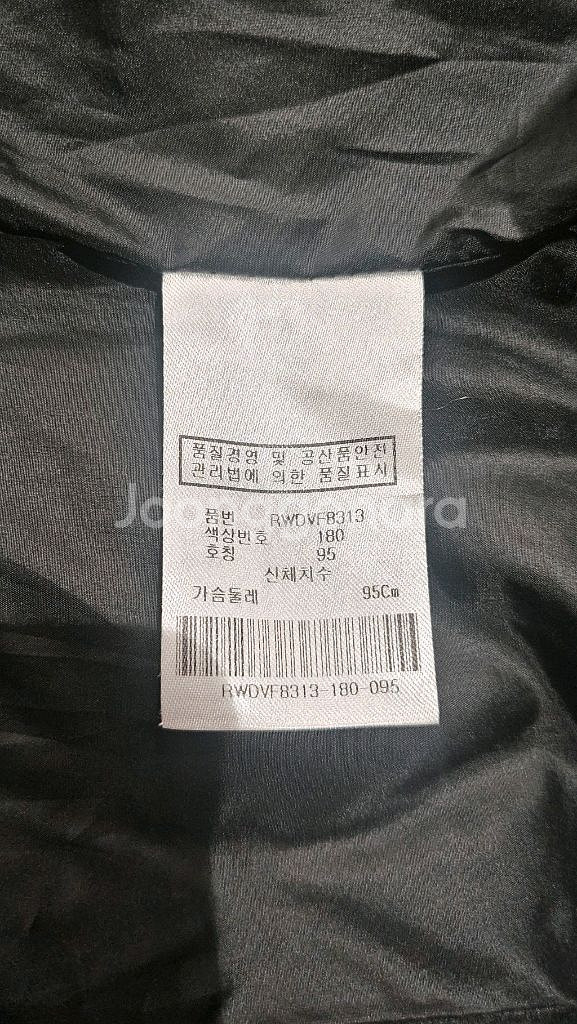 품질경영 및 공산품안전
관리법에 의한 품질표시
Joonggonara
품번 RWDVF8313
색상번호 180
호칭 95
신체치수
가슴둘레 95Cm
RWDVF8313-180-095